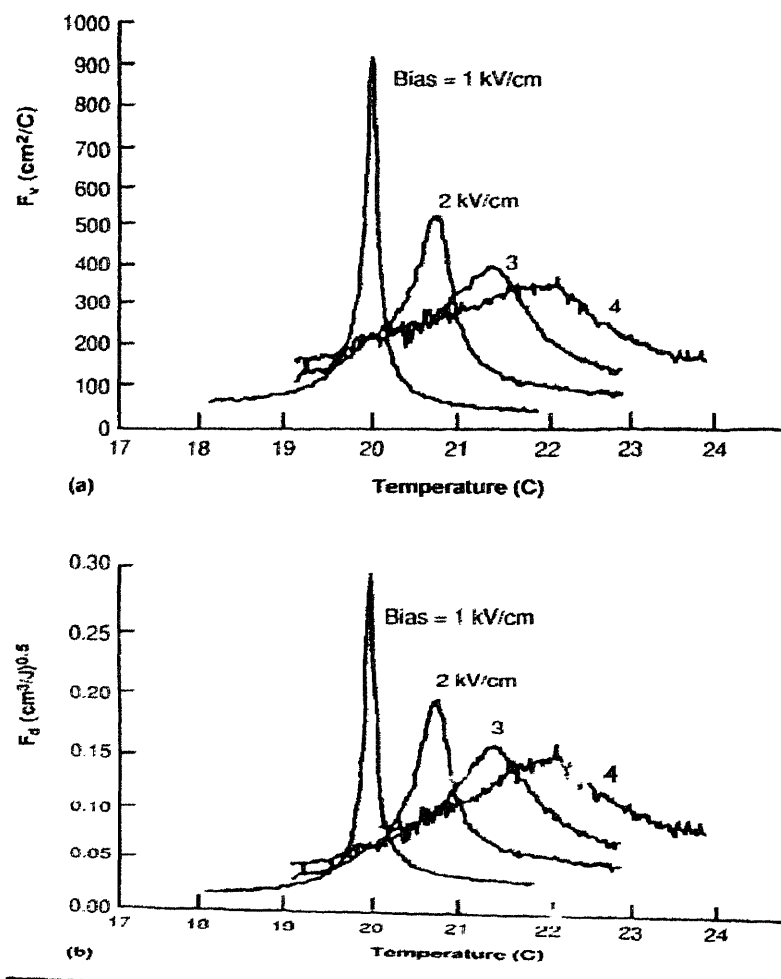 1000
900
800
700
600
500
400
300
200
100
0
F_v (cm²/C)
Bias = 1 kV/cm
2 kV/cm
3
4
17 18 19 20 21 22 23 24
(a) Temperature (C)
0.30
0.25
0.20
0.15
0.10
0.05
0.00
F_d (cm³/J)^0.5
Bias = 1 kV/cm
2 kV/cm
3
4
17 18 19 20 21 22 23 24
(b) Temperature (C)